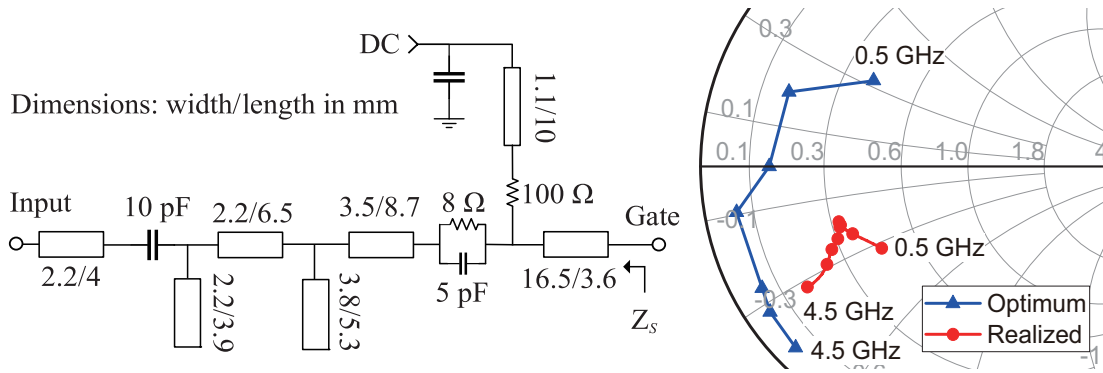 DC
Dimensions: width/length in mm
1.1/10
100 Ω
Input
10 pF
2.2/6.5
3.5/8.7
8 Ω
Gate
2.2/4
2.2/3.9
3.8/5.3
5 pF
16.5/3.6
Z_S
0.3
0.5 GHz
0.1
0.1
0.3
0.6
1.0
1.8
4
-0.1
0.5 GHz
-0.3
4.5 GHz
4.5 GHz
Optimum
Realized
-1